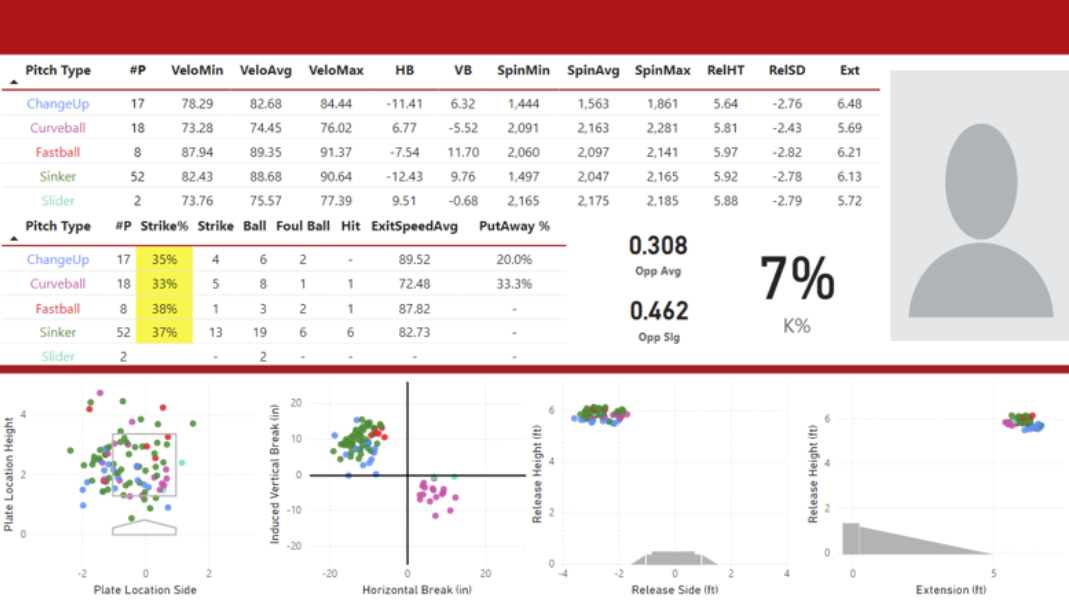 Pitch Type #P VeloMin VeloAvg VeloMax HB VB SpinMin SpinAvg SpinMax RelHT RelSD Ext
ChangeUp 17 78.29 82.68 84.44 -11.41 6.32 1,444 1,563 1,861 5.64 -2.76 6.48
Curveball 18 73.28 74.45 76.02 6.77 -5.52 2,091 2,163 2,281 5.81 -2.43 5.69
Fastball 8 87.94 89.35 91.37 -7.54 11.70 2,060 2,097 2,141 5.97 -2.82 6.21
Sinker 52 82.43 88.68 90.64 -12.43 9.76 1,497 2,047 2,165 5.92 -2.78 6.13
Slider 2 73.76 75.57 77.39 9.51 -0.68 2,165 2,175 2,185 5.88 -2.79 5.72
Pitch Type #P Strike% Strike Ball Foul Ball Hit ExitSpeedAvg PutAway %
ChangeUp 17 35% 4 6 2 - 89.52 20.0%
Curveball 18 33% 5 8 1 1 72.48 33.3%
Fastball 8 38% 1 3 2 1 87.82 -
Sinker 52 37% 13 19 6 6 82.73 -
Slider 2 - 2 - - - -
0.308
Opp Avg
0.462
Opp Slg
7%
K%
Plate Location Height
4
2
0
-2 0 2
Plate Location Side
Induced Vertical Break (in)
20
10
0
-10
-20
-20 0 20
Horizontal Break (in)
Release Height (ft)
6
4
2
0
-4 -2 0 2 4
Release Side (ft)
Release Height (ft)
6
4
2
0
0 5
Extension (ft)